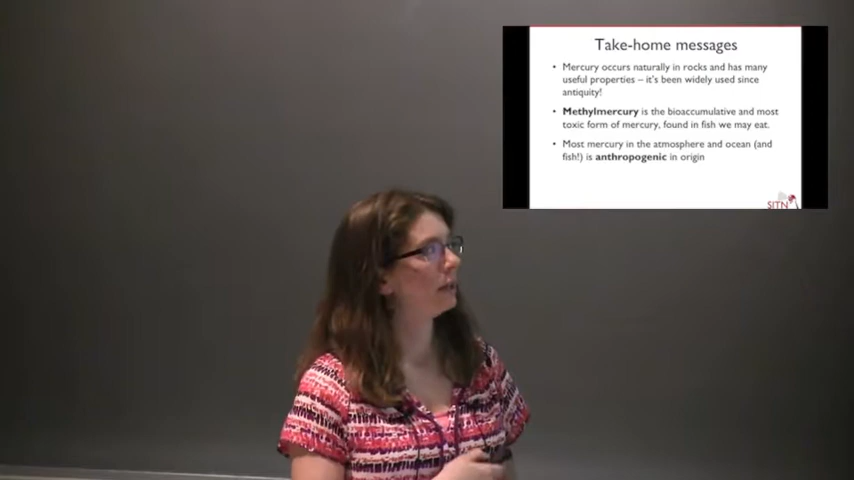 Take-home messages
• Mercury occurs naturally in rocks and has many
useful properties – it's been widely used since
antiquity!
• Methylmercury is the bioaccumulative and most
toxic form of mercury, found in fish we may eat.
• Most mercury in the atmosphere and ocean (and
fish!) is anthropogenic in origin
SITN